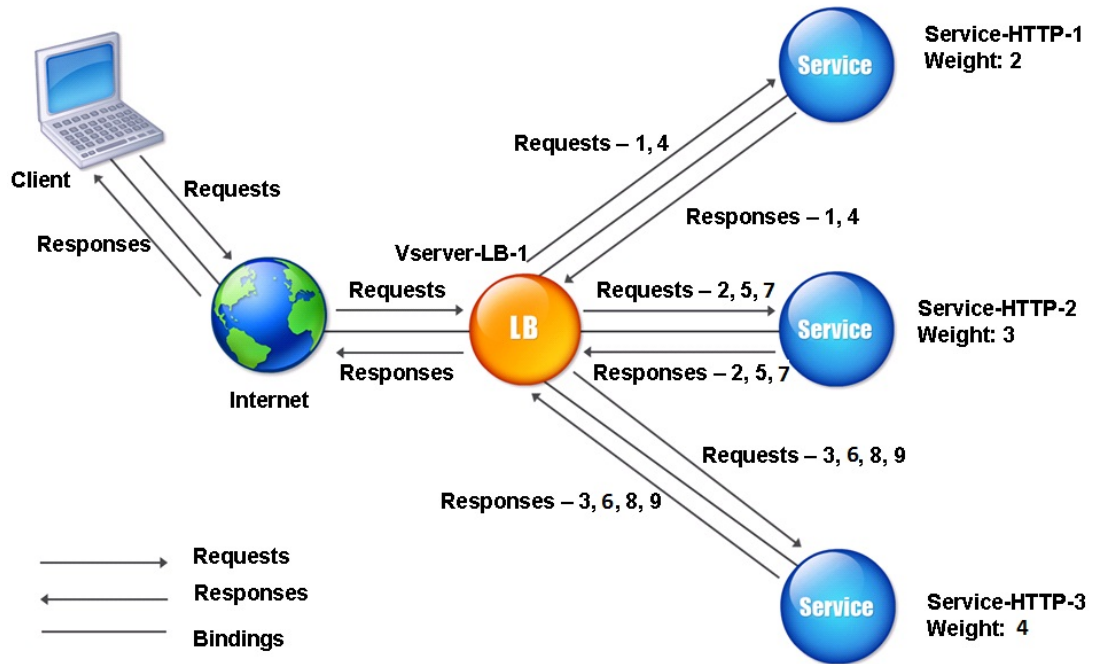 Service-HTTP-1
Weight: 2
Service
Requests – 1, 4
Client
Requests
Responses
Responses – 1, 4
Vserver-LB-1
Requests
Requests – 2, 5, 7
Service-HTTP-2
Weight: 3
LB
Service
Responses
Responses – 2, 5, 7
Internet
Requests – 3, 6, 8, 9
Responses – 3, 6, 8, 9
Requests
Responses
Bindings
Service
Service-HTTP-3
Weight: 4